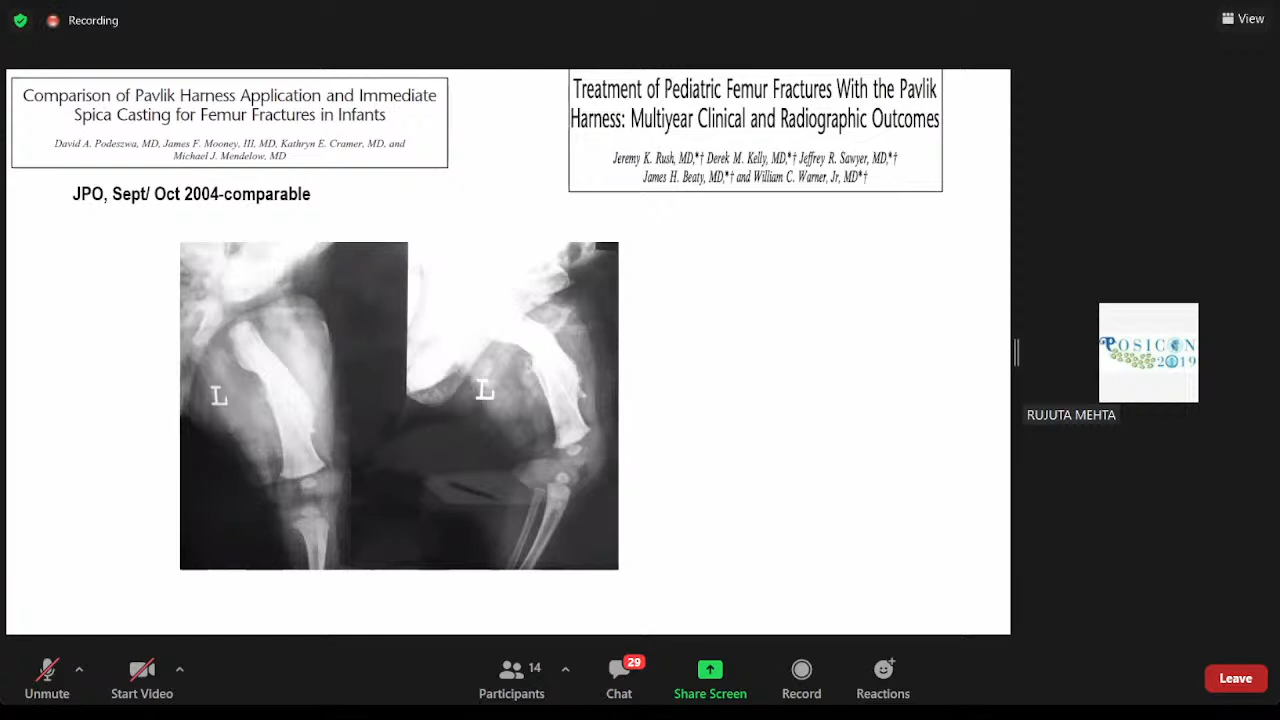 Recording
View
Comparison of Pavlik Harness Application and Immediate
Spica Casting for Femur Fractures in Infants
David A. Podeszwa, MD, James F. Mooney, III, MD, Kathryn E. Cramer, MD, and
Michael J. Mendelow, MD
JPO, Sept/ Oct 2004-comparable
Treatment of Pediatric Femur Fractures With the Pavlik
Harness: Multiyear Clinical and Radiographic Outcomes
Jeremy K. Rush, MD,*† Derek M. Kelly, MD,*† Jeffrey R. Sawyer, MD,*†
James H. Beaty, MD,*† and William C. Warner, Jr, MD*†
L
L
POSICON
2019
RUJUTA MEHTA
Unmute
Start Video
14
Participants
29
Chat
Share Screen
Record
Reactions
Leave